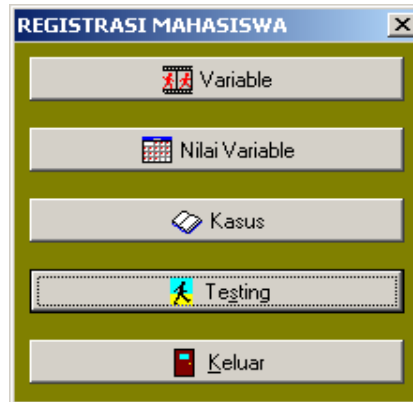 REGISTRASI MAHASISWA
Variable
Nilai Variable
Kasus
Testing
Keluar